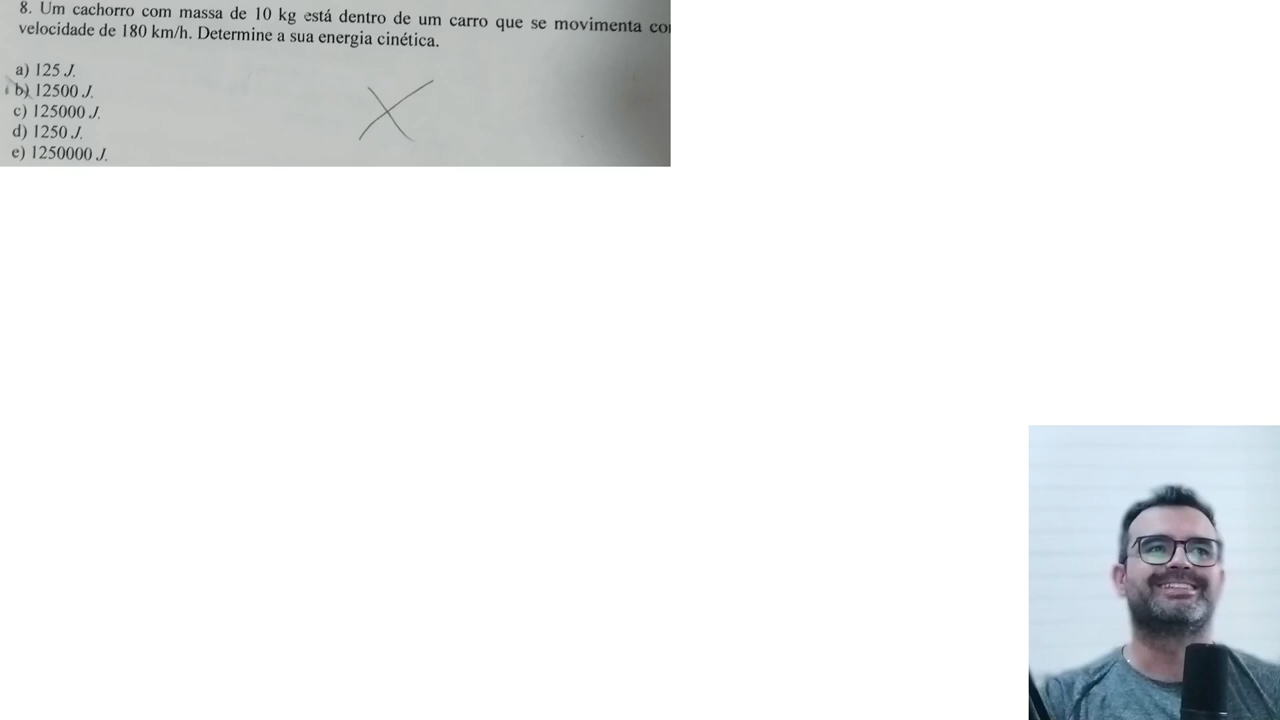 8. Um cachorro com massa de 10 kg está dentro de um carro que se movimenta
velocidade de 180 km/h. Determine a sua energia cinética.
a) 125 J.
b) 12500 J.
c) 125000 J.
d) 1250 J.
e) 1250000 J.